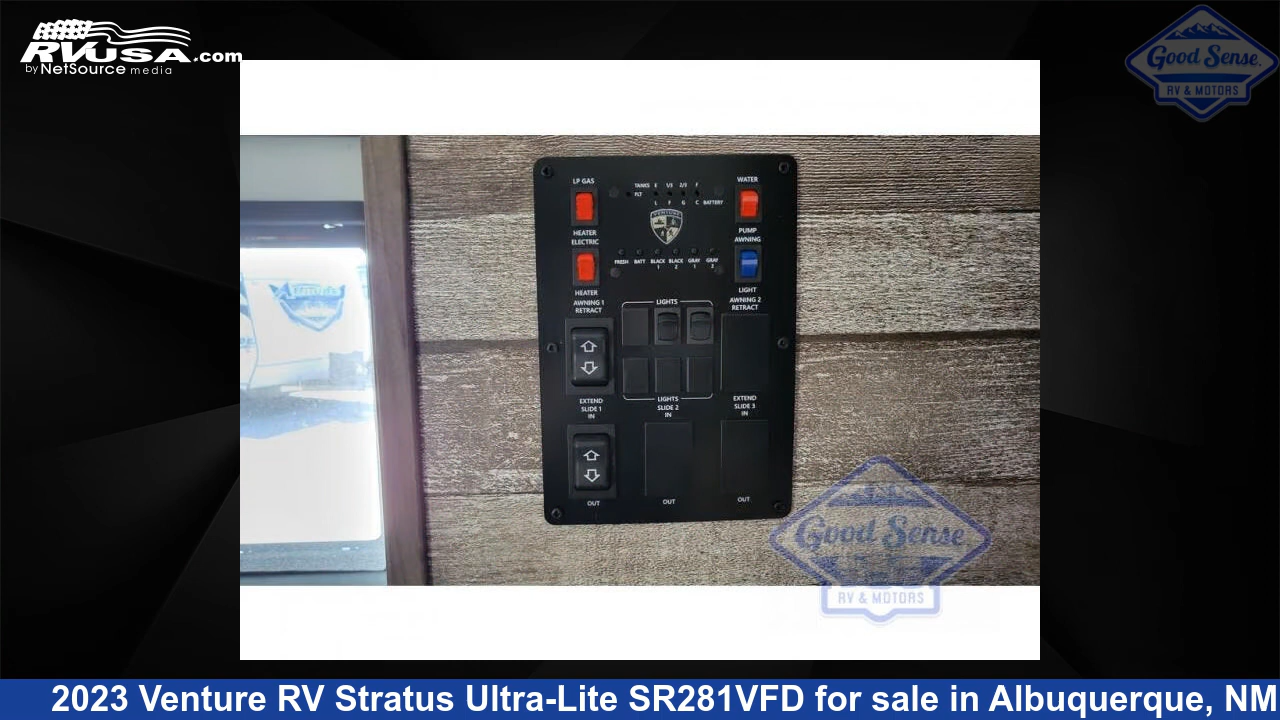 RVUSA.com
by NetSource media
Good Sense
RV & MOTORS
LP GAS
HEATER
ELECTRIC
HEATER
AWNING 1
RETRACT
EXTEND
SLIDE 1
IN
OUT
TANKS E 1/3 2/3 F
FLT
L F G C BATTERY
VENTURE
FRESH BATT BLACK 1 BLACK 2 GRAY 1 GRAY 2
LIGHTS
LIGHTS
SLIDE 2
IN
OUT
WATER
PUMP
AWNING
LIGHT
AWNING 2
RETRACT
EXTEND
SLIDE 3
IN
OUT
Good Sense
RV & MOTORS
2023 Venture RV Stratus Ultra-Lite SR281VFD for sale in Albuquerque, NM